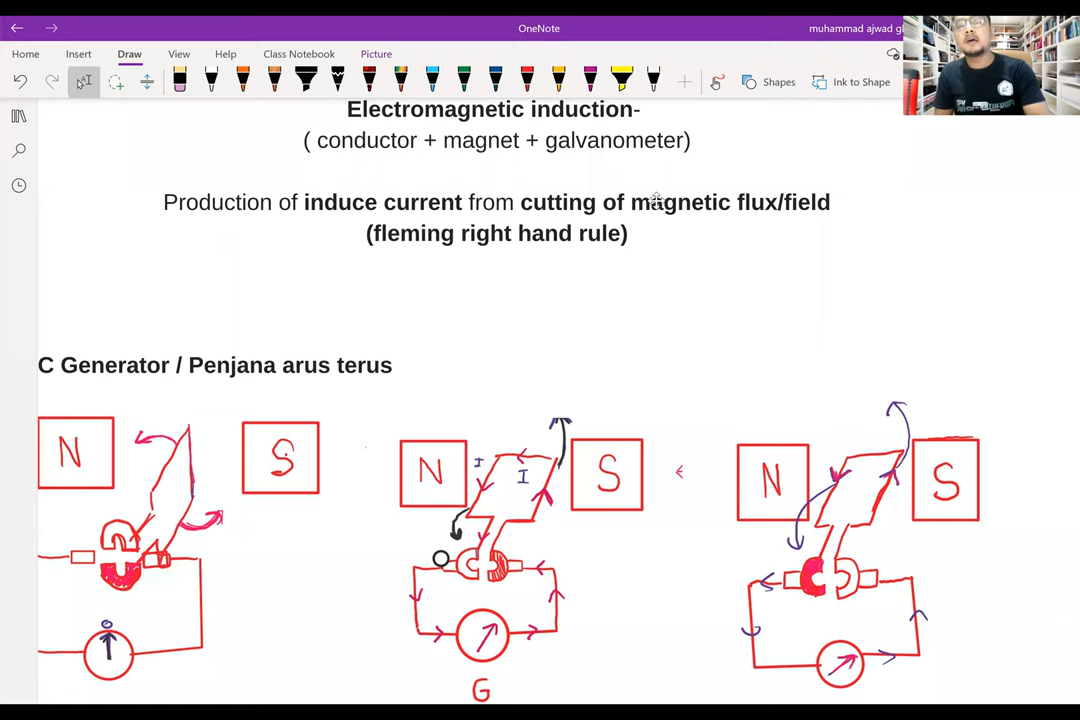 OneNote
muhammad ajwad gh
Home Insert Draw View Help Class Notebook Picture
Shapes Ink to Shape
Electromagnetic induction-
( conductor + magnet + galvanometer)
Production of induce current from cutting of magnetic flux/field
(fleming right hand rule)
C Generator / Penjana arus terus
N S N S N S
I I
O
G